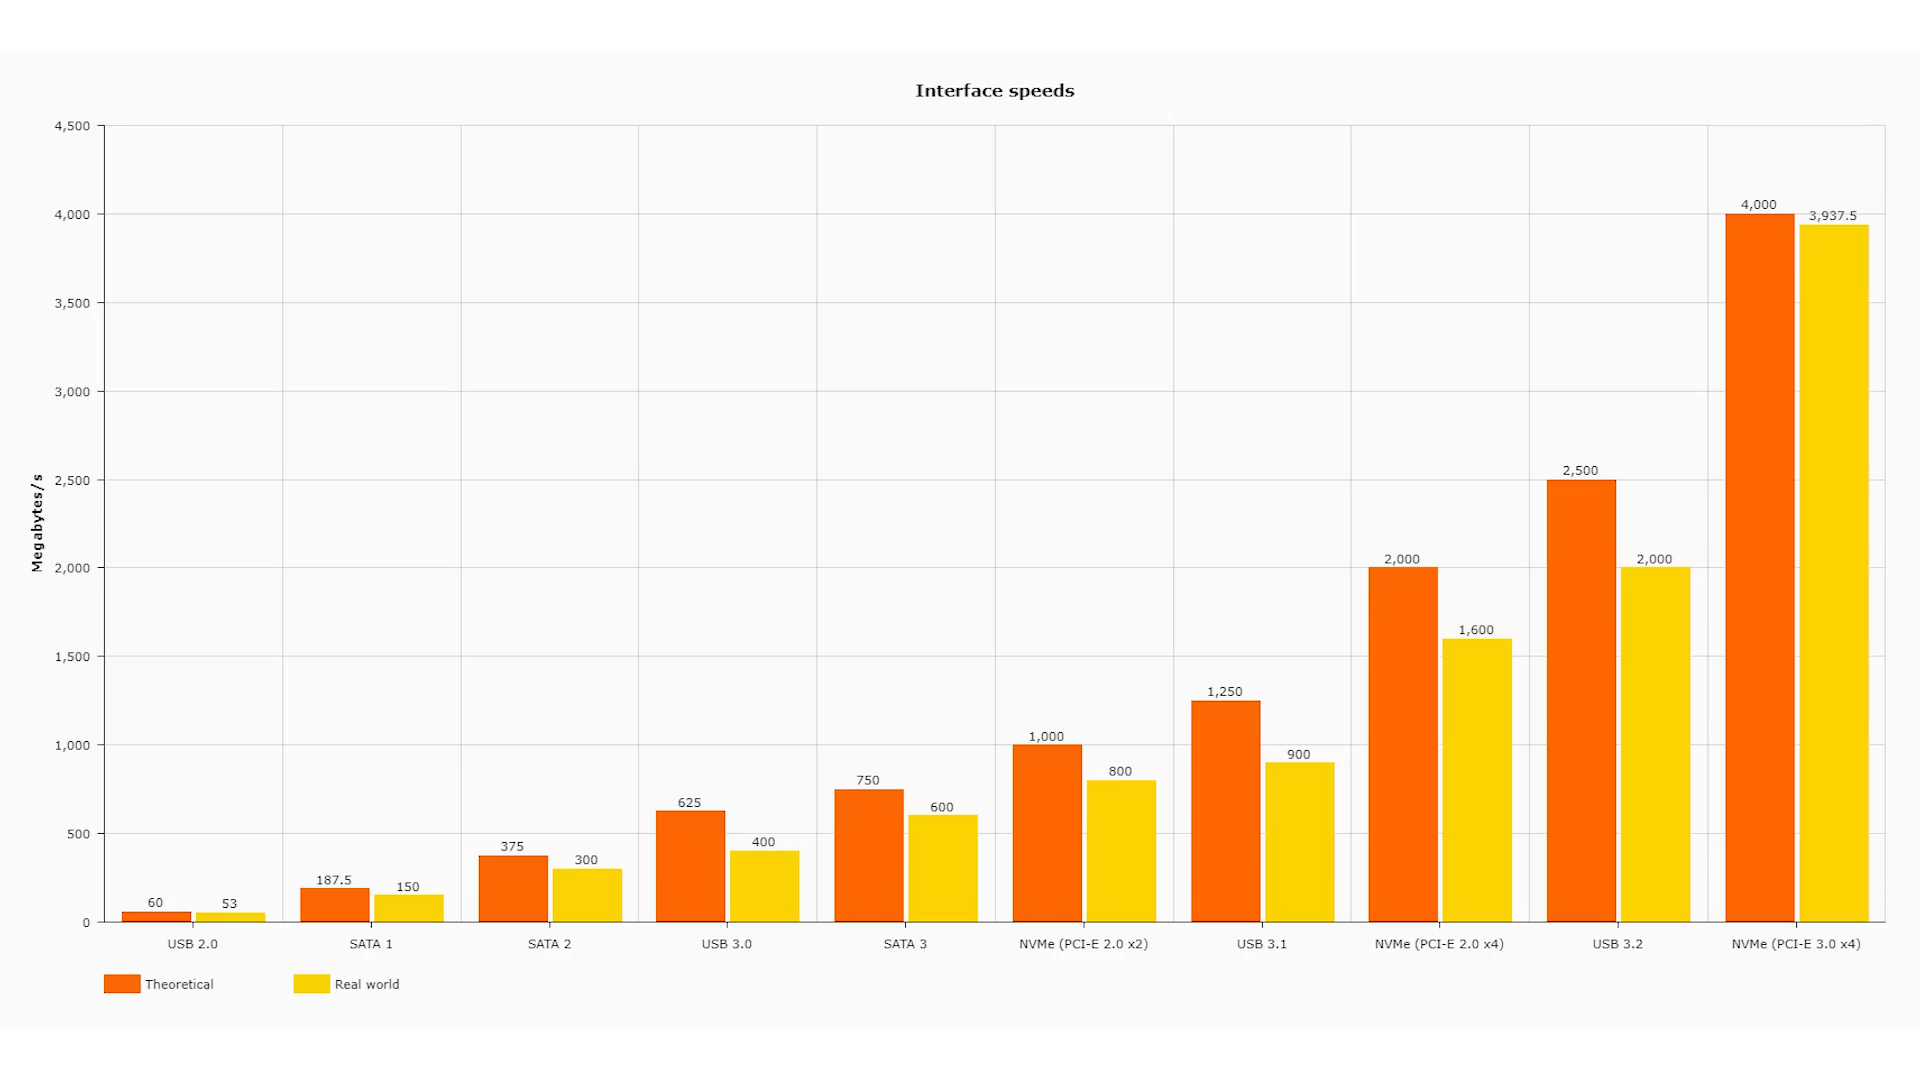 Interface speeds
Megabytes/s
4,500
4,000
3,500
3,000
2,500
2,000
1,500
1,000
500
0
60
53
187.5
150
375
300
625
400
750
600
1,000
800
1,250
900
2,000
1,600
2,500
2,000
4,000
3,937.5
USB 2.0
SATA 1
SATA 2
USB 3.0
SATA 3
NVMe (PCI-E 2.0 x2)
USB 3.1
NVMe (PCI-E 2.0 x4)
USB 3.2
NVMe (PCI-E 3.0 x4)
Theoretical
Real world